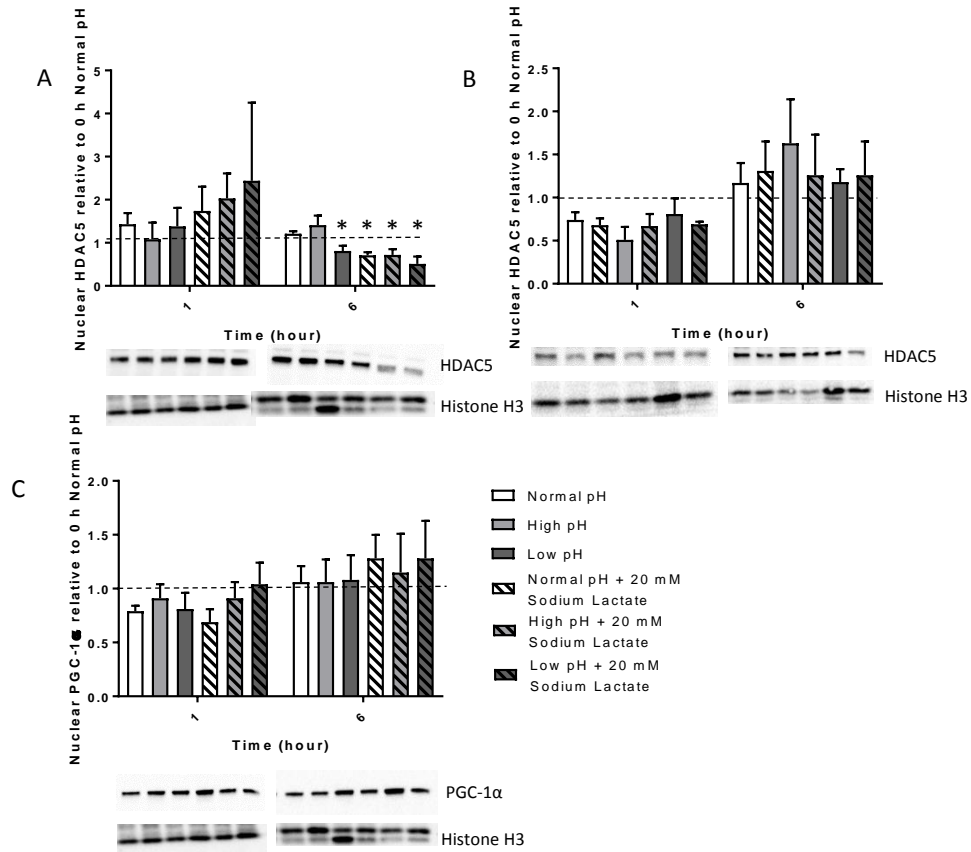 A
Nuclear HDAC5 relative to 0 h Normal pH
5
4
3
2
1
0
* * * *
1
6
Time (hour)
HDAC5
Histone H3
B
Nuclear HDAC5 relative to 0 h Normal pH
2.5
2.0
1.5
1.0
0.5
0.0
1
6
Time (hour)
HDAC5
Histone H3
C
Nuclear PGC-1α relative to 0 h Normal pH
2.0
1.5
1.0
0.5
0.0
1
6
Time (hour)
PGC-1α
Histone H3
Normal pH
High pH
Low pH
Normal pH + 20 mM
Sodium Lactate
High pH + 20 mM
Sodium Lactate
Low pH + 20 mM
Sodium Lactate